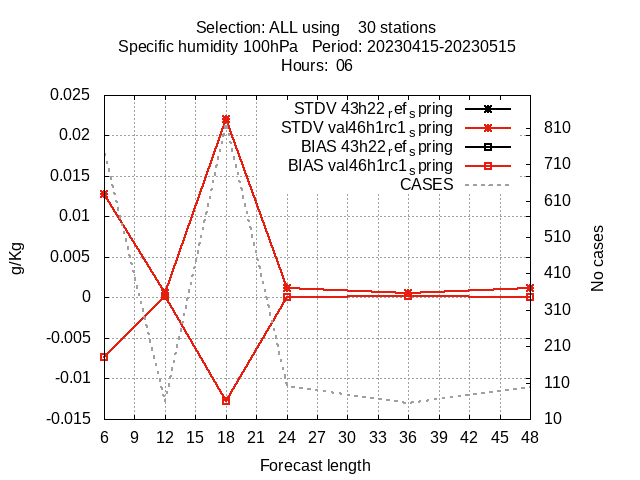 Selection: ALL using 30 stations
Specific humidity 100hPa Period: 20230415-20230515
Hours: 06
STDV 43h22_ref_spring
STDV val46h1rc1_spring
BIAS 43h22_ref_spring
BIAS val46h1rc1_spring
CASES
0.025
0.02
0.015
0.01
0.005
0
-0.005
-0.01
-0.015
g/Kg
810
710
610
510
410
310
210
110
10
No cases
6 9 12 15 18 21 24 27 30 33 36 39 42 45 48
Forecast length